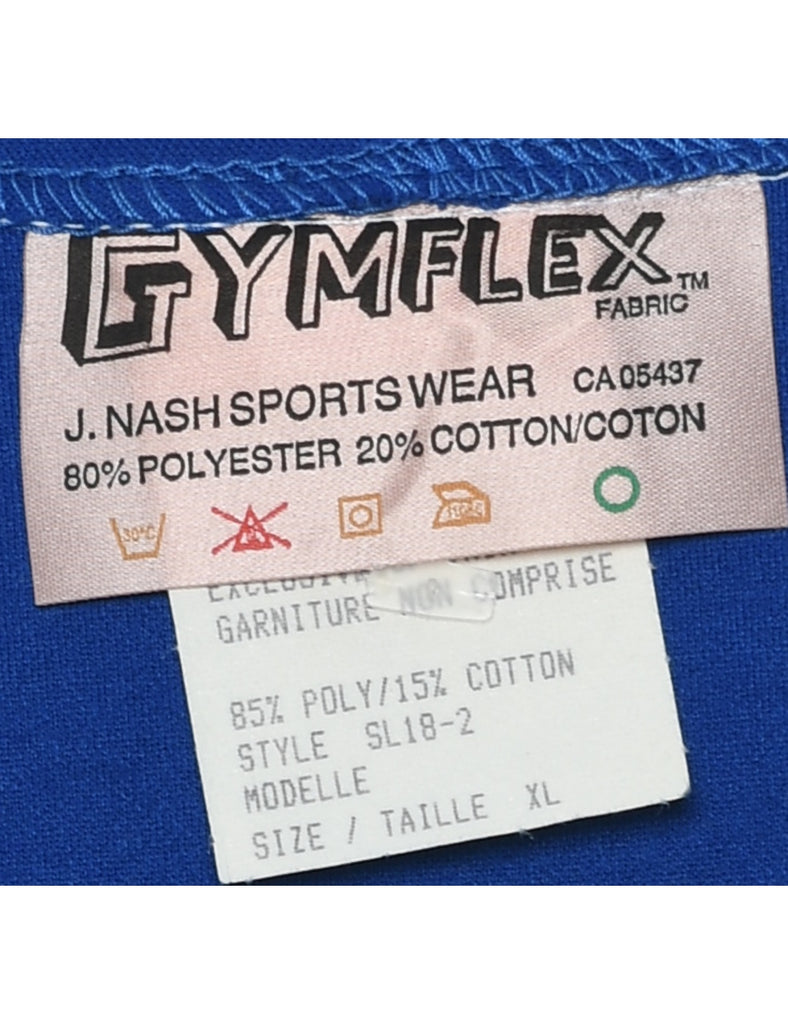 GYMFLEX™
FABRIC
J. NASH SPORTS WEAR CA 05437
80% POLYESTER 20% COTTON/COTON
30°C
110°C
GARNITURE NON COMPRISE
85% POLY/15% COTTON
STYLE SL18-2
MODELLE
SIZE / TAILLE XL